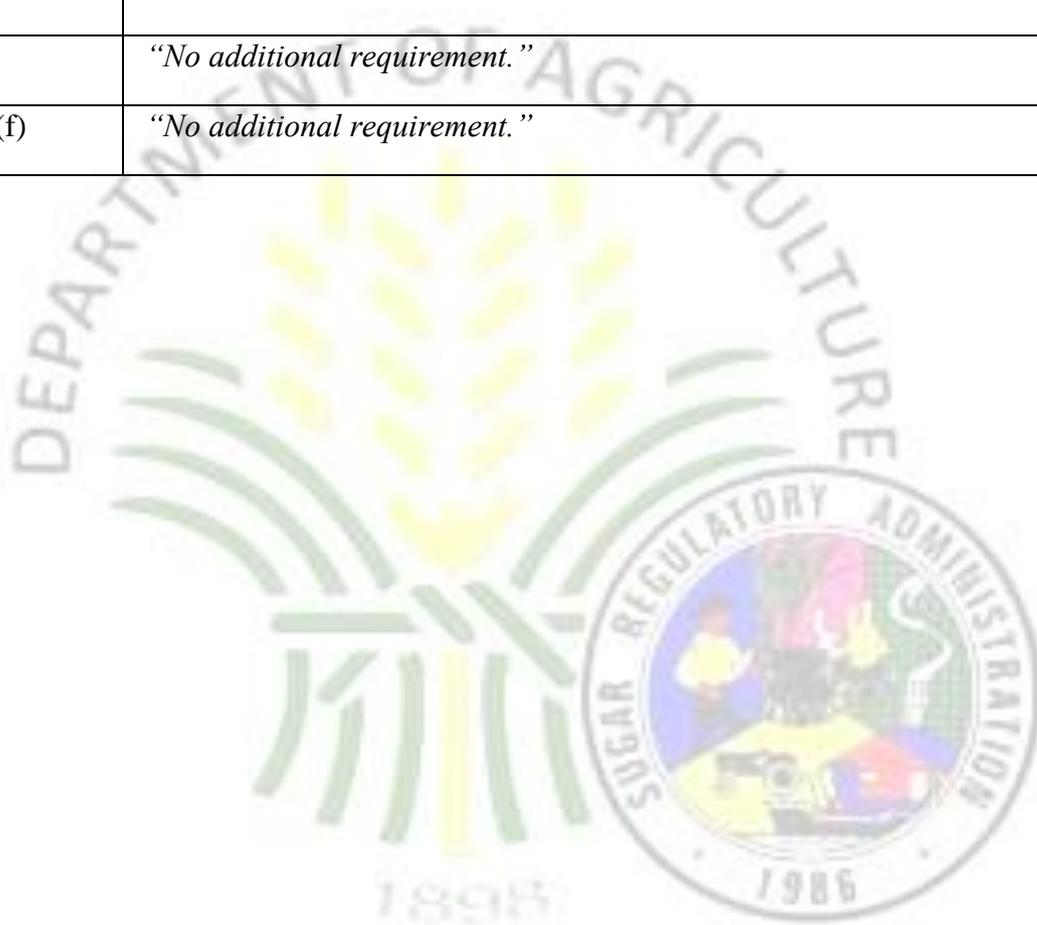 “No additional requirement.”
(f) “No additional requirement.”
DEPARTMENT OF AGRICULTURE
SUGAR REGULATORY ADMINISTRATION
1986
1898